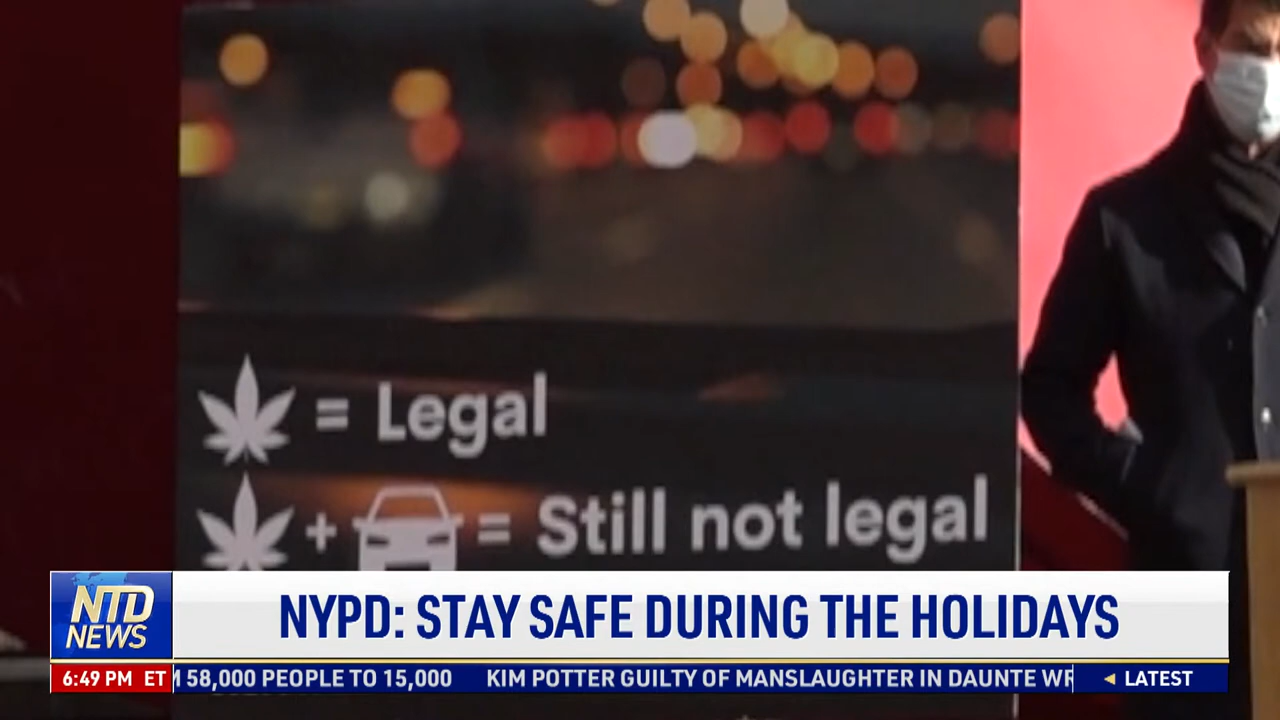 = Legal
+ = Still not legal
NTD
NEWS
NYPD: STAY SAFE DURING THE HOLIDAYS
6:49 PM ET
58,000 PEOPLE TO 15,000 KIM POTTER GUILTY OF MANSLAUGHTER IN DAUNTE
LATEST